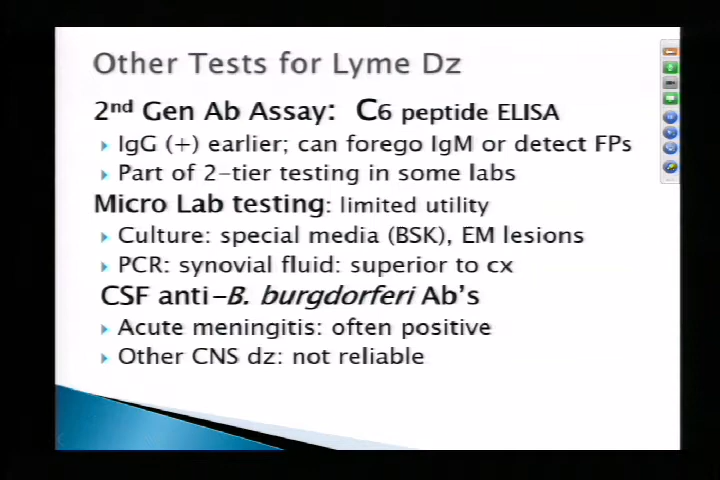 Other Tests for Lyme Dz
2nd Gen Ab Assay: C6 peptide ELISA
IgG (+) earlier; can forego IgM or detect FPs
Part of 2-tier testing in some labs
Micro Lab testing: limited utility
Culture: special media (BSK), EM lesions
PCR: synovial fluid: superior to cx
CSF anti-B. burgdorferi Ab's
Acute meningitis: often positive
Other CNS dz: not reliable